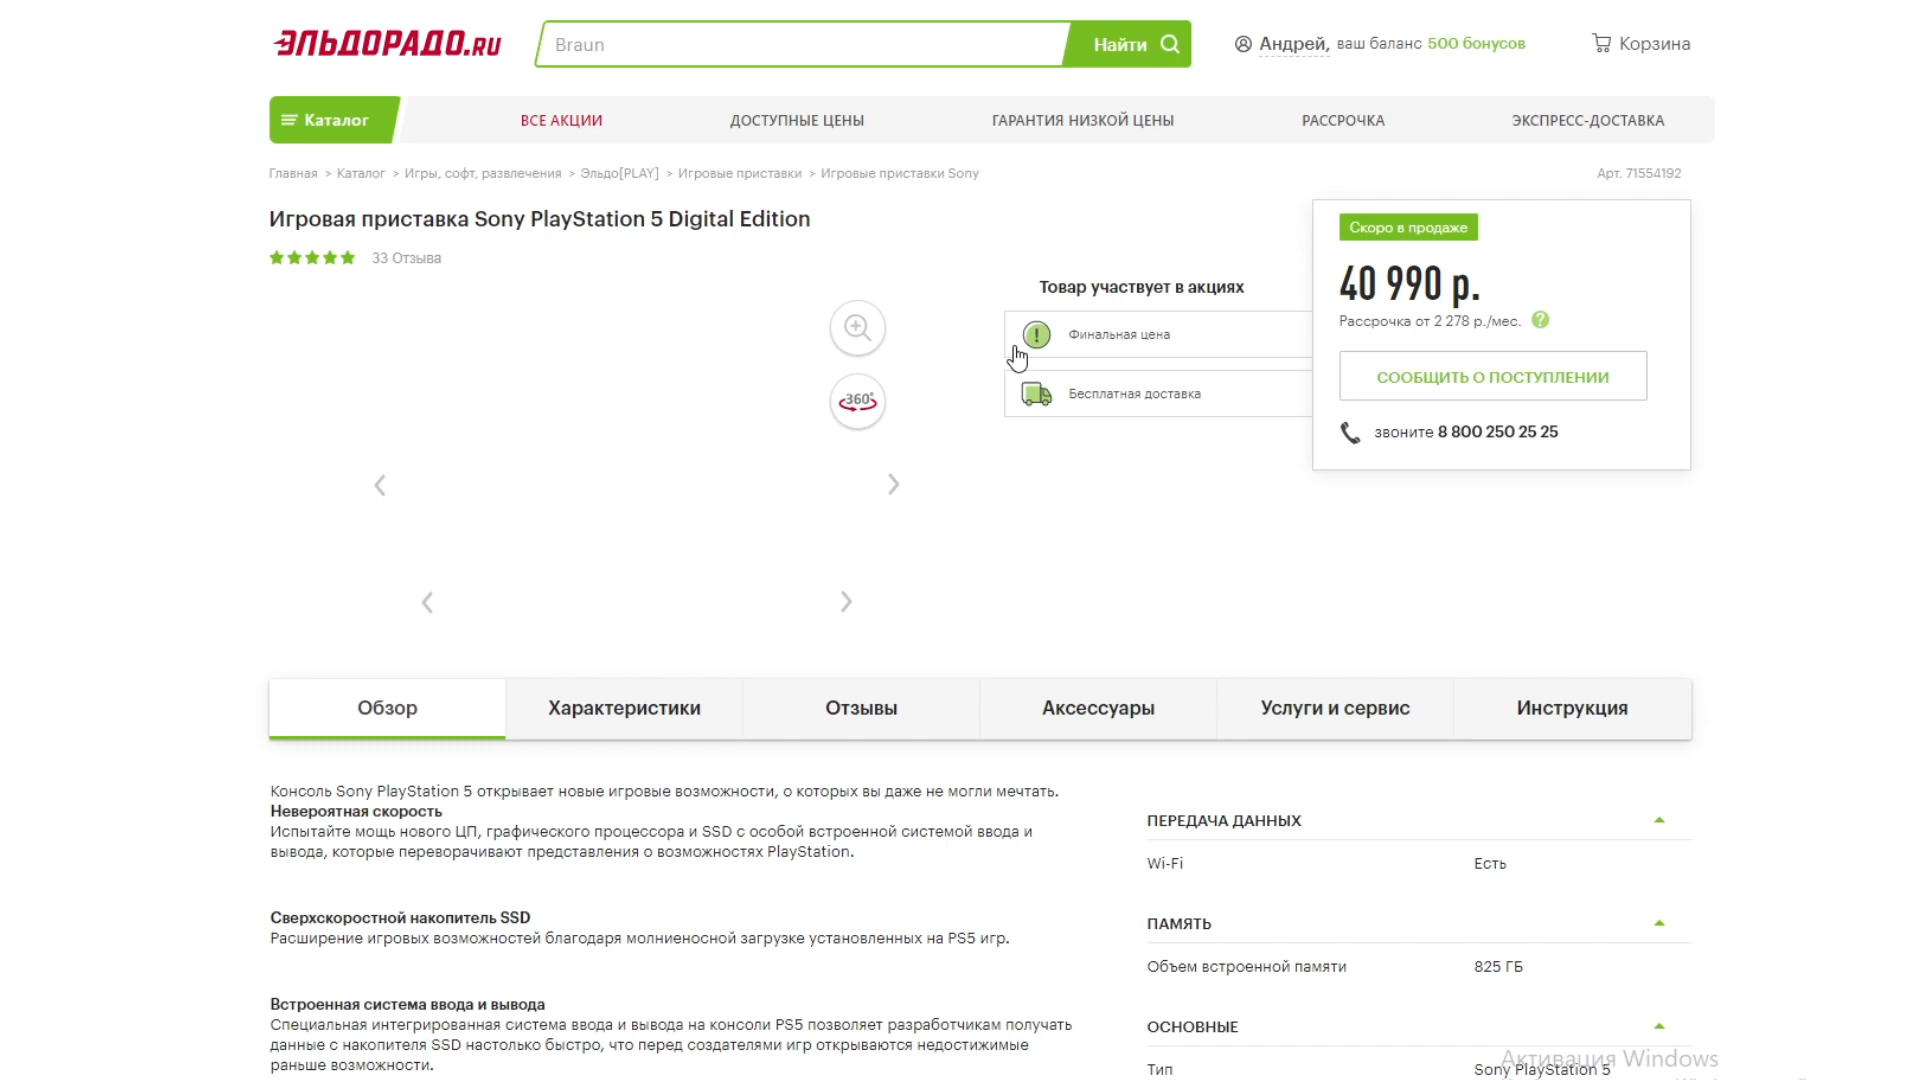 ЭЛЬДОРАДО.RU
Braun
Найти
Андрей, ваш баланс 500 бонусов
Корзина
Каталог
ВСЕ АКЦИИ
ДОСТУПНЫЕ ЦЕНЫ
ГАРАНТИЯ НИЗКОЙ ЦЕНЫ
РАССРОЧКА
ЭКСПРЕСС-ДОСТАВКА
Главная > Каталог > Игры, софт, развлечения > Эльдо[PLAY] > Игровые приставки > Игровые приставки Sony
Арт. 71554192
Игровая приставка Sony PlayStation 5 Digital Edition
33 Отзыва
Товар участвует в акциях
Финальная цена
Бесплатная доставка
360°
Скоро в продаже
40 990 р.
Рассрочка от 2 278 р./мес. ?
СООБЩИТЬ О ПОСТУПЛЕНИИ
звоните 8 800 250 25 25
Обзор
Характеристики
Отзывы
Аксессуары
Услуги и сервис
Инструкция
Консоль Sony PlayStation 5 открывает новые игровые возможности, о которых вы даже не могли мечтать.
Невероятная скорость
Испытайте мощь нового ЦП, графического процессора и SSD с особой встроенной системой ввода и
вывода, которые переворачивают представления о возможностях PlayStation.
Сверхскоростной накопитель SSD
Расширение игровых возможностей благодаря молниеносной загрузке установленных на PS5 игр.
Встроенная система ввода и вывода
Специальная интегрированная система ввода и вывода на консоли PS5 позволяет разработчикам получать
данные с накопителя SSD настолько быстро, что перед создателями игр открываются недостижимые
раньше возможности.
ПЕРЕДАЧА ДАННЫХ
Wi-Fi
Есть
ПАМЯТЬ
Объем встроенной памяти
825 ГБ
ОСНОВНЫЕ
Тип
Sony PlayStation 5
Активация Windows